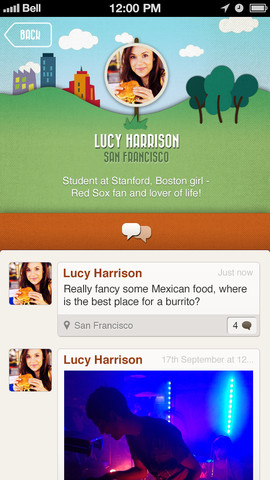 Bell 12:00 PM
BACK
LUCY HARRISON
SAN FRANCISCO
Student at Stanford, Boston girl -
Red Sox fan and lover of life!
Lucy Harrison Just now
Really fancy some Mexican food, where
is the best place for a burrito?
San Francisco 4
Lucy Harrison 17th September at 12...